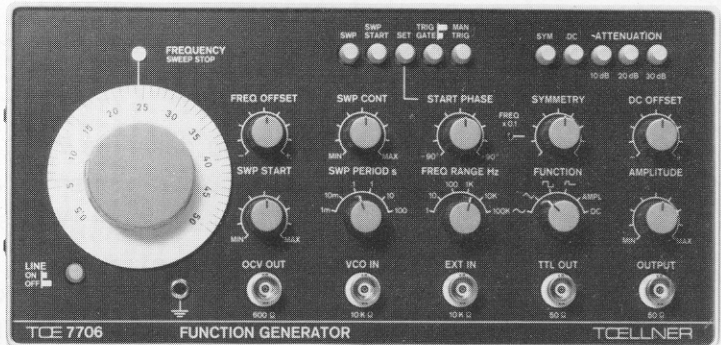 SWP
SWP START
SET
TRIG GATE
MAN TRIG
SYM
DC
-ATTENUATION
10 dB 20 dB 30 dB
FREQUENCY
SWEEP STOP
0.5 5 10 15 20 25 30 35 40 45 50
FREQ OFFSET
- +
SWP CONT
MIN MAX
START PHASE
-90° 90°
FREQ x 0.1
1
SYMMETRY
DC OFFSET
- +
SWP START
MIN MAX
SWP PERIOD s
1m 10m .1 1 10 100
FREQ RANGE Hz
1 10 100 1K 10K 100K
FUNCTION
AMPL
DC
AMPLITUDE
MIN MAX
LINE
ON
OFF
OCV OUT
600 Ω
VCO IN
10 K Ω
EXT IN
10 K Ω
TTL OUT
50 Ω
OUTPUT
50 Ω
TOE 7706
FUNCTION GENERATOR
TOELLNER